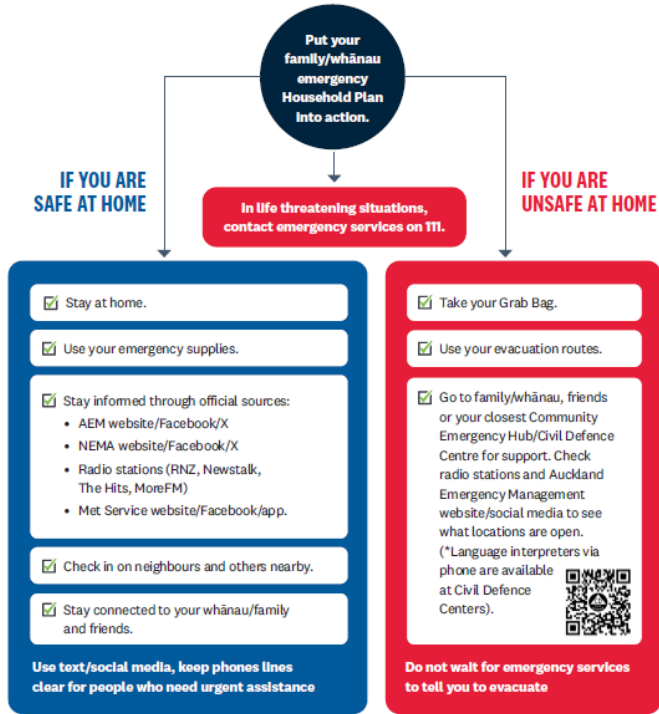 Put your
family/whānau
emergency
Household Plan
into action.
IF YOU ARE
SAFE AT HOME
In life threatening situations,
contact emergency services on 111.
IF YOU ARE
UNSAFE AT HOME
Stay at home.
Use your emergency supplies.
Stay informed through official sources:
• AEM website/Facebook/X
• NEMA website/Facebook/X
• Radio stations (RNZ, Newstalk,
The Hits, MoreFM)
• Met Service website/Facebook/app.
Check in on neighbours and others nearby.
Stay connected to your whānau/family
and friends.
Use text/social media, keep phones lines
clear for people who need urgent assistance
Take your Grab Bag.
Use your evacuation routes.
Go to family/whānau, friends
or your closest Community
Emergency Hub/Civil Defence
Centre for support. Check
radio stations and Auckland
Emergency Management
website/social media to see
what locations are open.
(*Language interpreters via
phone are available
at Civil Defence
Centers).
Do not wait for emergency services
to tell you to evacuate